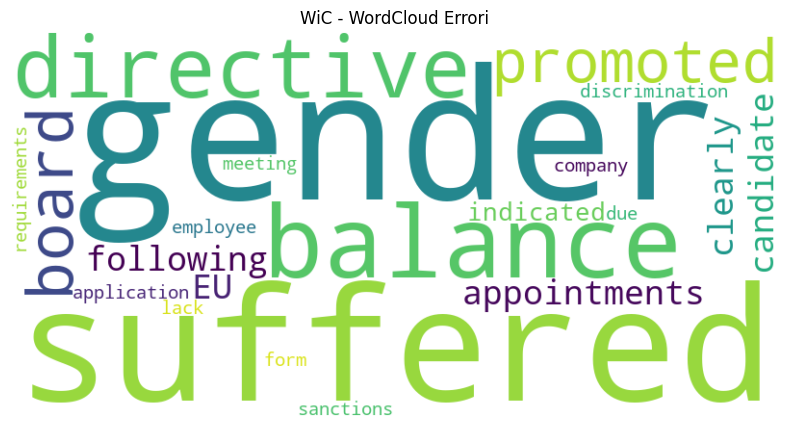 WiC - WordCloud Errori
directive
promoted
discrimination
gender
requirements
board
meeting
company
clearly
candidate
employee
indicated
due
balance
following
application
EU
appointments
lack
suffered
form
sanctions